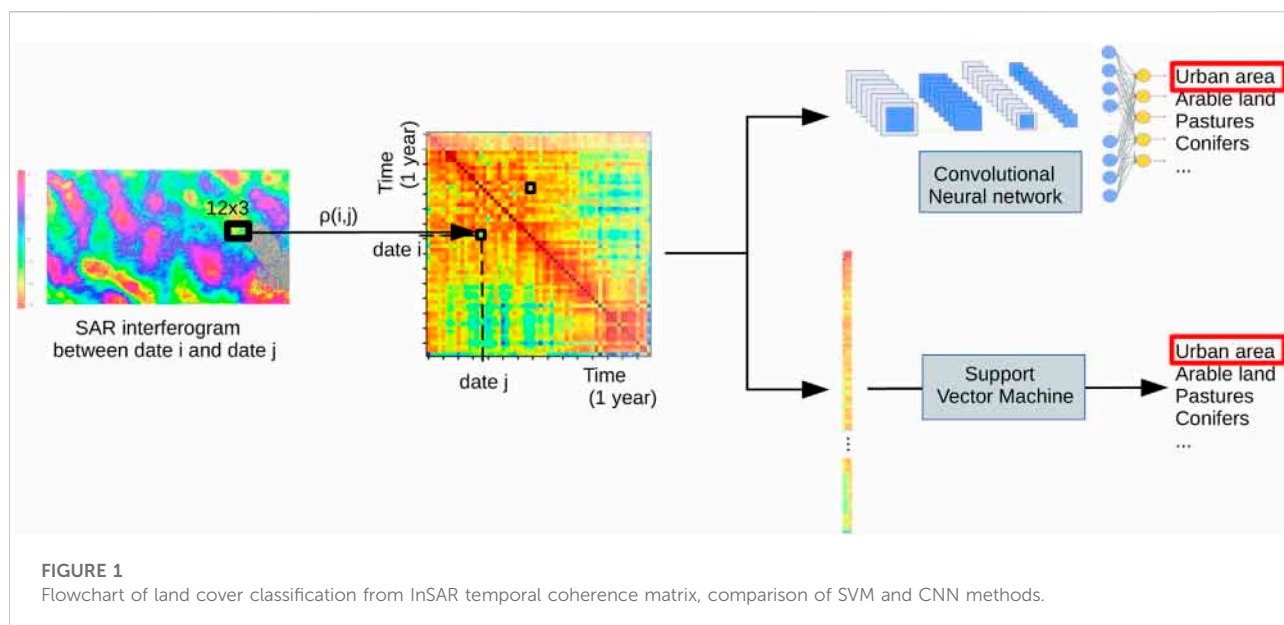 12x3
SAR interferogram
between date i and date j
ρ(i,j)
Time
(1 year)
date i
date j
Time
(1 year)
Convolutional
Neural network
Urban area
Arable land
Pastures
Conifers
...
...
Support
Vector Machine
Urban area
Arable land
Pastures
Conifers
...
FIGURE 1
Flowchart of land cover classification from InSAR temporal coherence matrix, comparison of SVM and CNN methods.